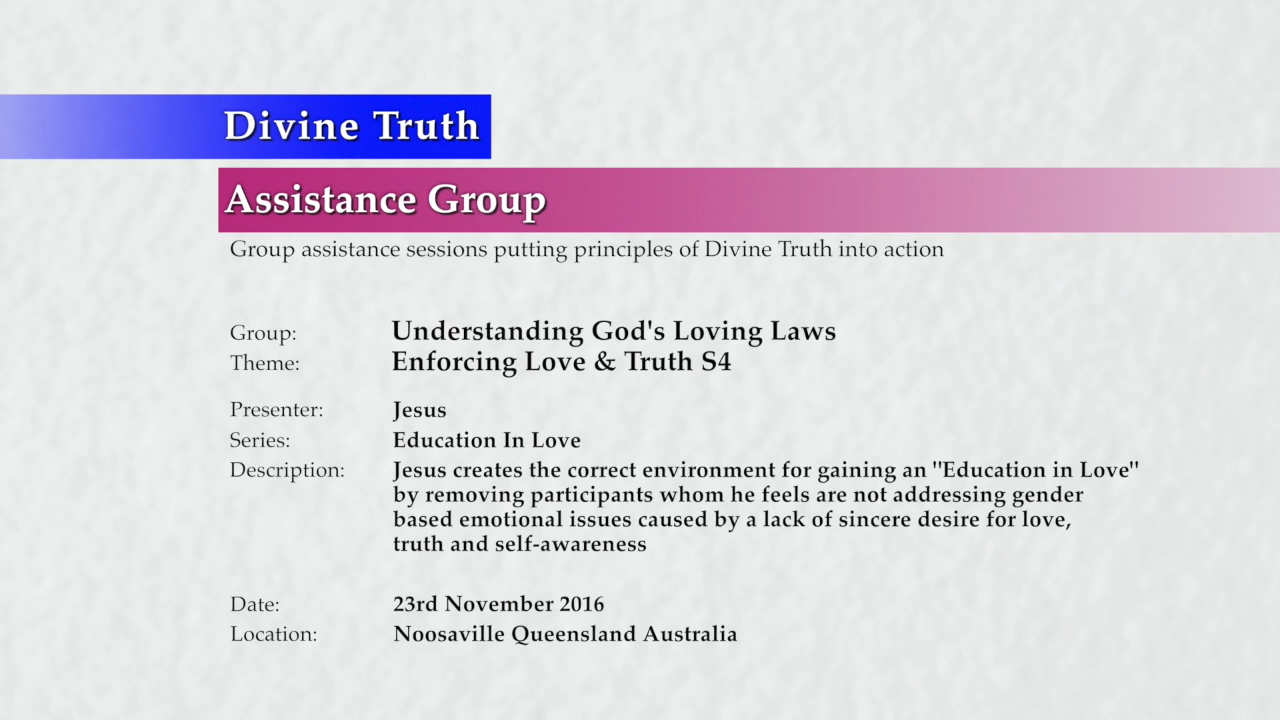 Divine Truth
Assistance Group
Group assistance sessions putting principles of Divine Truth into action
Group: Understanding God's Loving Laws
Theme: Enforcing Love & Truth S4
Presenter: Jesus
Series: Education In Love
Description: Jesus creates the correct environment for gaining an "Education in Love"
by removing participants whom he feels are not addressing gender
based emotional issues caused by a lack of sincere desire for love,
truth and self-awareness
Date: 23rd November 2016
Location: Noosaville Queensland Australia